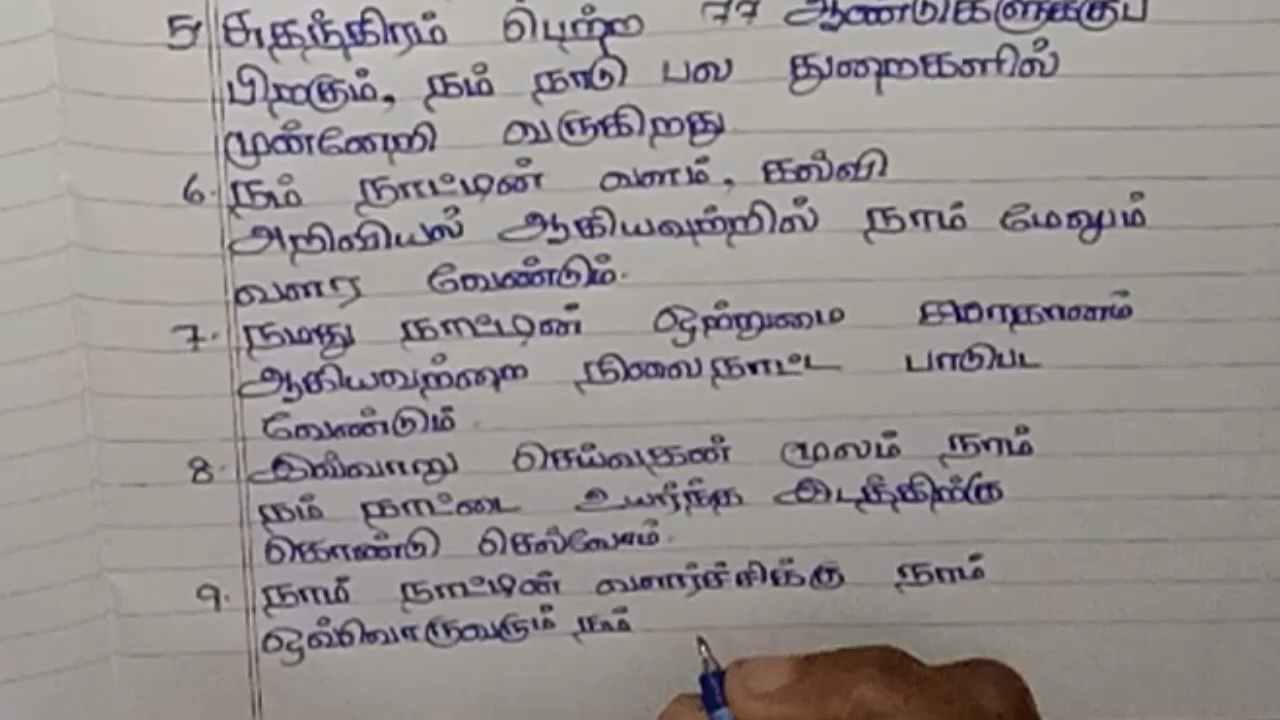 5. சுதந்திரம் பெற்ற 77 ஆண்டுகளுக்குப்
பிறகும், நம் நாடு பல துறைகளில்
முன்னேறி வருகிறது
6. நம் நாட்டின் வளம், கல்வி
அறிவியல் ஆகியவற்றில் நாம் மேலும்
வளர வேண்டும்.
7. நமது நாட்டின் ஒற்றுமை சமாதானம்
ஆகியவற்றை நிலைநாட்ட பாடுபட
வேண்டும்.
8. இவ்வாறு செய்வதன் மூலம் நாம்
நம் நாட்டை உயர்ந்த இடத்திற்கு
கொண்டு செல்வோம்.
9. நாம் நாட்டின் வளர்ச்சிக்கு நாம்
ஒவ்வொருவரும் நம்